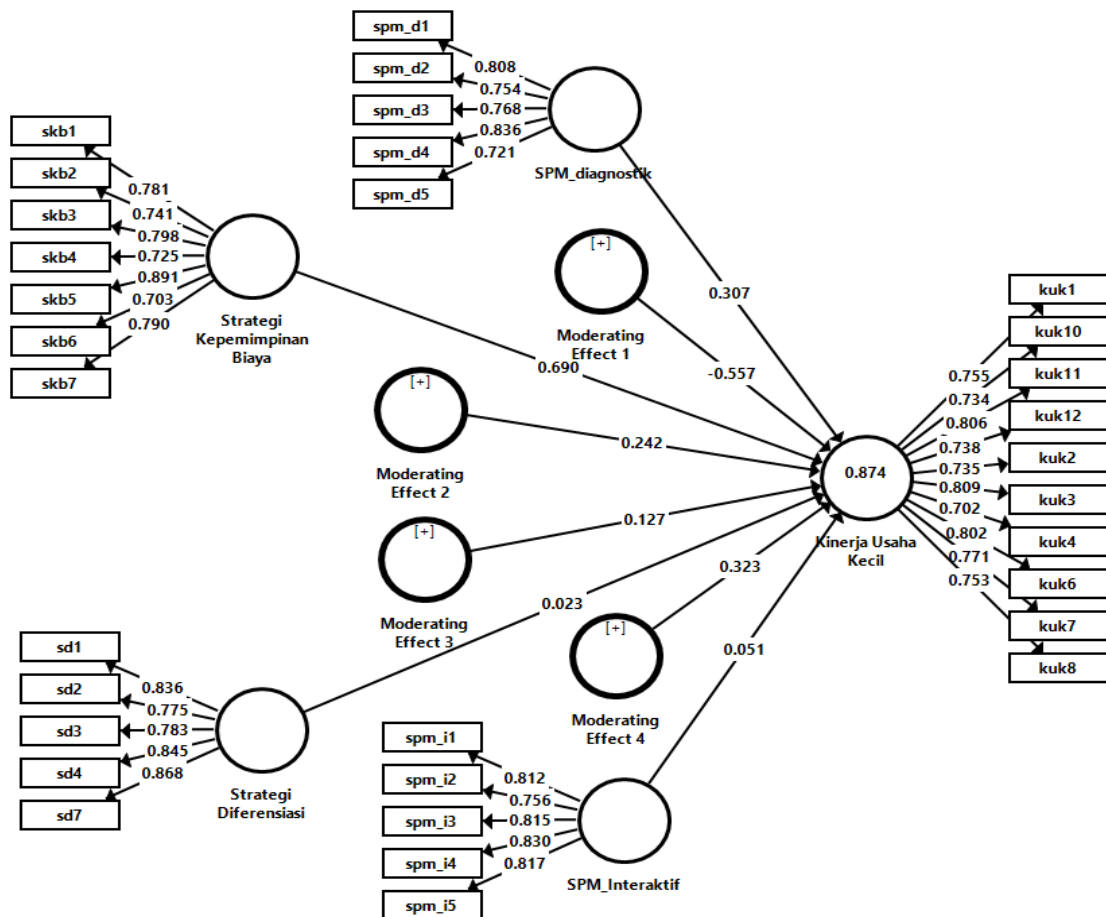 spm_d1
spm_d2
spm_d3
spm_d4
spm_d5
0.808
0.754
0.768
0.836
0.721
SPM_diagnostik
skb1
skb2
skb3
skb4
skb5
skb6
skb7
0.781
0.741
0.798
0.725
0.891
0.703
0.790
Strategi
Kepemimpinan
Biaya
[+]
Moderating
Effect 1
0.307
-0.557
0.690
[+]
Moderating
Effect 2
0.242
[+]
Moderating
Effect 3
0.127
0.023
0.323
0.051
[+]
Moderating
Effect 4
0.874
Kinerja Usaha
Kecil
0.755
0.734
0.806
0.738
0.735
0.809
0.702
0.802
0.771
0.753
kuk1
kuk10
kuk11
kuk12
kuk2
kuk3
kuk4
kuk6
kuk7
kuk8
sd1
sd2
sd3
sd4
sd7
0.836
0.775
0.783
0.845
0.868
Strategi
Diferensiasi
spm_i1
spm_i2
spm_i3
spm_i4
spm_i5
0.812
0.756
0.815
0.830
0.817
SPM_Interaktif